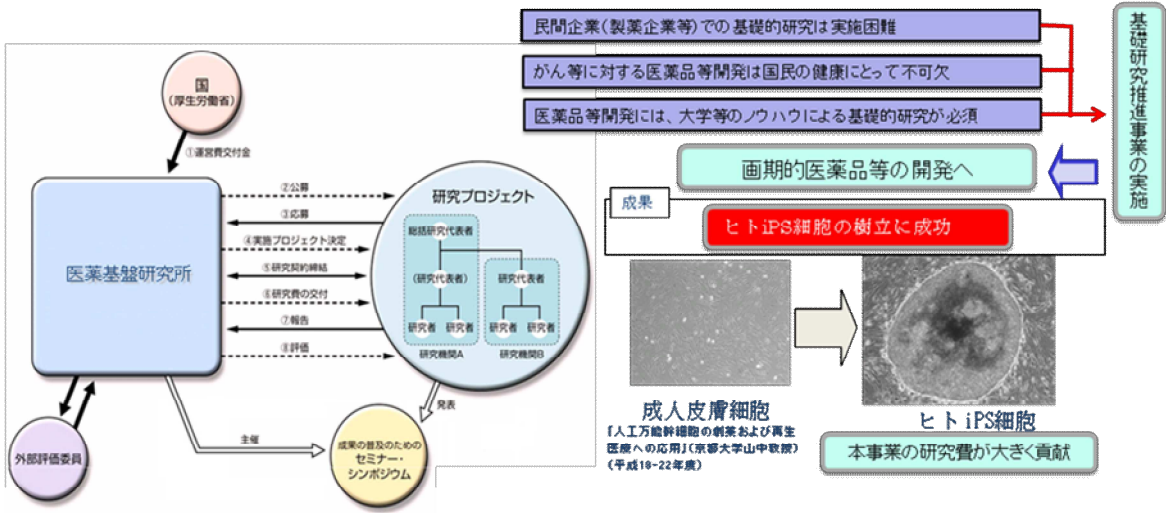 国
(厚生労働省)
①運営費交付金
医薬基盤研究所
②公募
③応募
④実施プロジェクト決定
⑤研究契約締結
⑥研究費の交付
⑦報告
⑧評価
研究プロジェクト
総括研究代表者
(研究代表者)
研究代表者
研究者
研究者
研究者
研究者
研究機関A
研究機関B
外部評価委員
主催
発表
成果の普及のための
セミナー・
シンポジウム
民間企業(製薬企業等)での基礎的研究は実施困難
がん等に対する医薬品等開発は国民の健康にとって不可欠
医薬品等開発には、大学等のノウハウによる基礎的研究が必須
基礎研究推進事業の実施
画期的医薬品等の開発へ
成果
ヒトiPS細胞の樹立に成功
成人皮膚細胞
『人工万能幹細胞の創薬および再生
医療への応用』(京都大学山中教授)
(平成18-22年度)
ヒトiPS細胞
本事業の研究費が大きく貢献